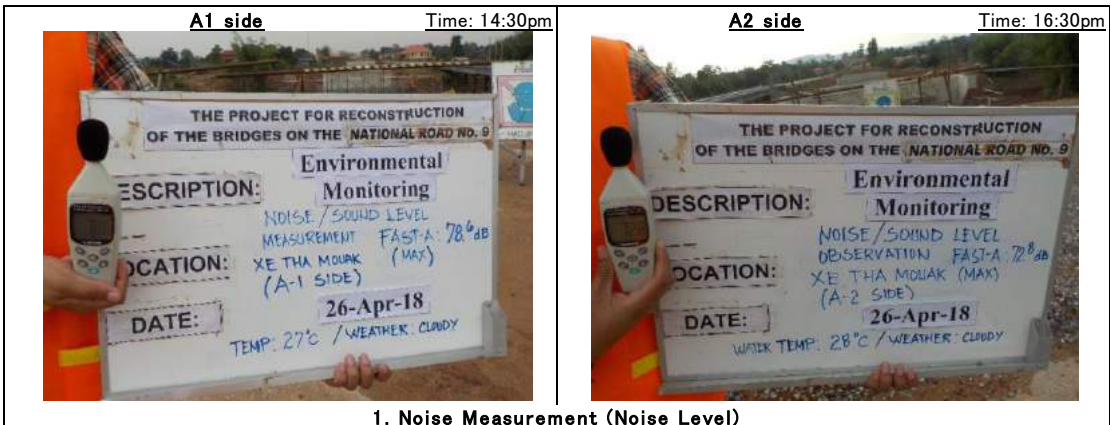 A1 side Time: 14:30pm
THE PROJECT FOR RECONSTRUCTION
OF THE BRIDGES ON THE NATIONAL ROAD NO. 9
ESCRIPTION: Environmental
Monitoring
NOISE / SOUND LEVEL
MEASUREMENT FAST-A: 78.6 dB
(MAX)
OCATION: XE THA MOUAK
(A-1 SIDE)
DATE: 26-Apr-18
TEMP: 27°C / WEATHER: CLOUDY
A2 side Time: 16:30pm
THE PROJECT FOR RECONSTRUCTION
OF THE BRIDGES ON THE NATIONAL ROAD NO. 9
DESCRIPTION: Environmental
Monitoring
NOISE/SOUND LEVEL
OBSERVATION FAST-A: 72.8 dB
OCATION: XE THA MOUAK (MAX)
(A-2 SIDE)
DATE: 26-Apr-18
WATER TEMP: 28°C / WEATHER: CLOUDY
1. Noise Measurement (Noise Level)